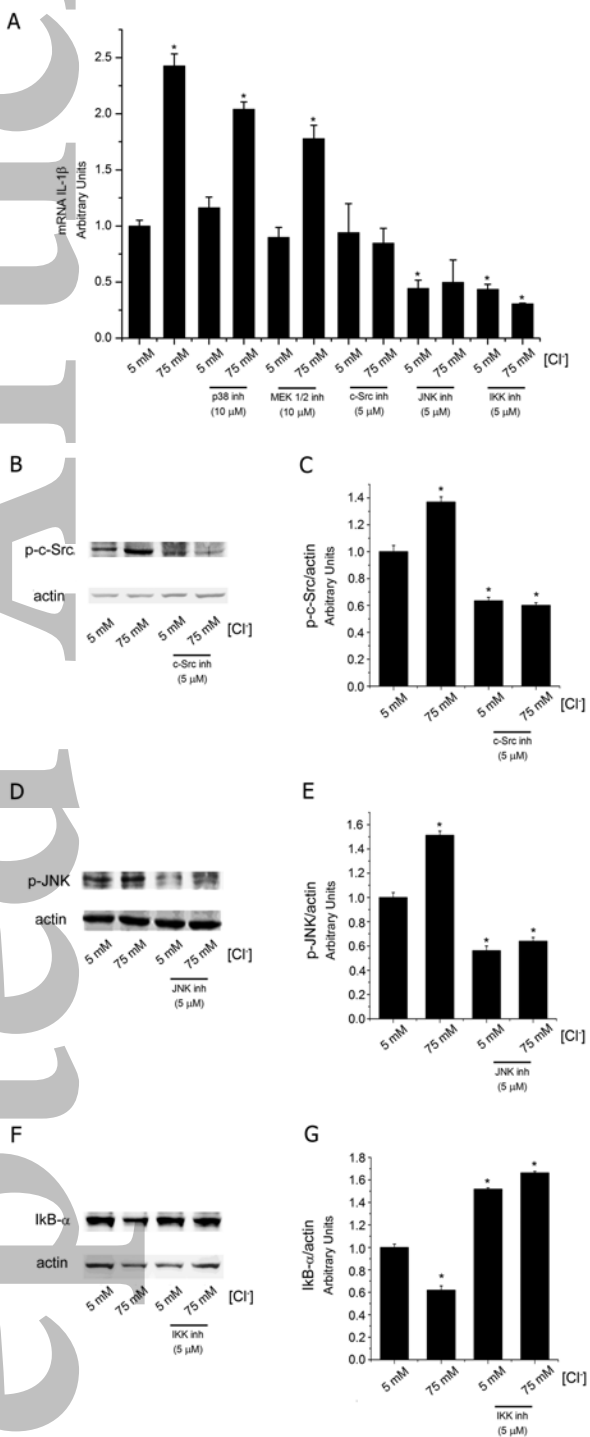 A
mRNA IL-1β
Arbitrary Units
2.5
2.0
1.5
1.0
0.5
0.0
* * * * * *
5 mM 75 mM 5 mM 75 mM 5 mM 75 mM 5 mM 75 mM 5 mM 75 mM 5 mM 75 mM [Cl-]
p38 inh MEK 1/2 inh c-Src inh JNK inh IKK inh
(10 μM) (10 μM) (5 μM) (5 μM) (5 μM)
B
p-c-Src
actin
5 mM 75 mM 5 mM 75 mM [Cl-]
c-Src inh
(5 μM)
C
p-c-Src/actin
Arbitrary Units
1.4
1.2
1.0
0.8
0.6
0.4
0.2
0.0
* * *
5 mM 75 mM 5 mM 75 mM [Cl-]
c-Src inh
(5 μM)
D
p-JNK
actin
5 mM 75 mM 5 mM 75 mM [Cl-]
JNK inh
(5 μM)
E
p-JNK/actin
Arbitrary Units
1.6
1.4
1.2
1.0
0.8
0.6
0.4
0.2
0.0
* * *
5 mM 75 mM 5 mM 75 mM [Cl-]
JNK inh
(5 μM)
F
IkB-α
actin
5 mM 75 mM 5 mM 75 mM [Cl-]
IKK inh
(5 μM)
G
IkB-α/actin
Arbitrary Units
1.8
1.6
1.4
1.2
1.0
0.8
0.6
0.4
0.2
0.0
* * *
5 mM 75 mM 5 mM 75 mM [Cl-]
IKK inh
(5 μM)